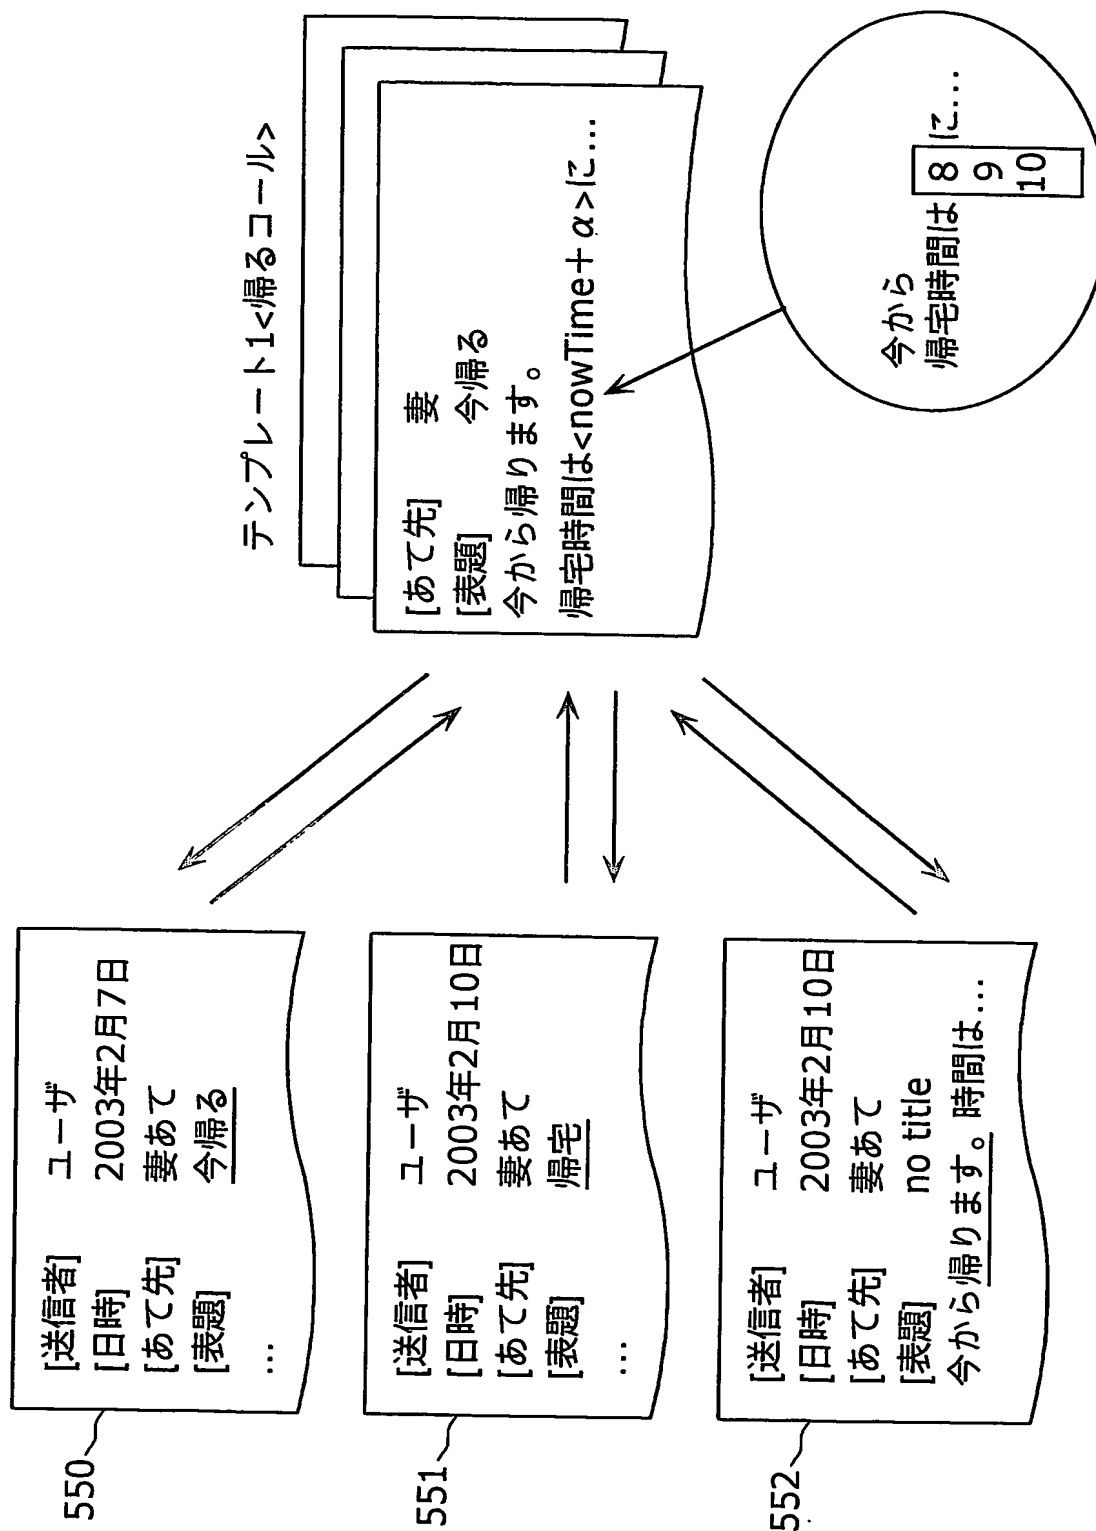 550
[送信者] ユーザ
[日時] 2003年2月7日
[あて先] 妻あて
[表題] 今帰る
...
551
[送信者] ユーザ
[日時] 2003年2月10日
[あて先] 妻あて
[表題] 帰宅
...
552
[送信者] ユーザ
[日時] 2003年2月10日
[あて先] 妻あて
[表題] no title
今から帰ります。時間は...
テンプレート1<帰るコール>
[あて先] 妻
[表題] 今帰る
今から帰ります。
帰宅時間は<nowTime+α>に...
今から
帰宅時間は 8 に...
9
10